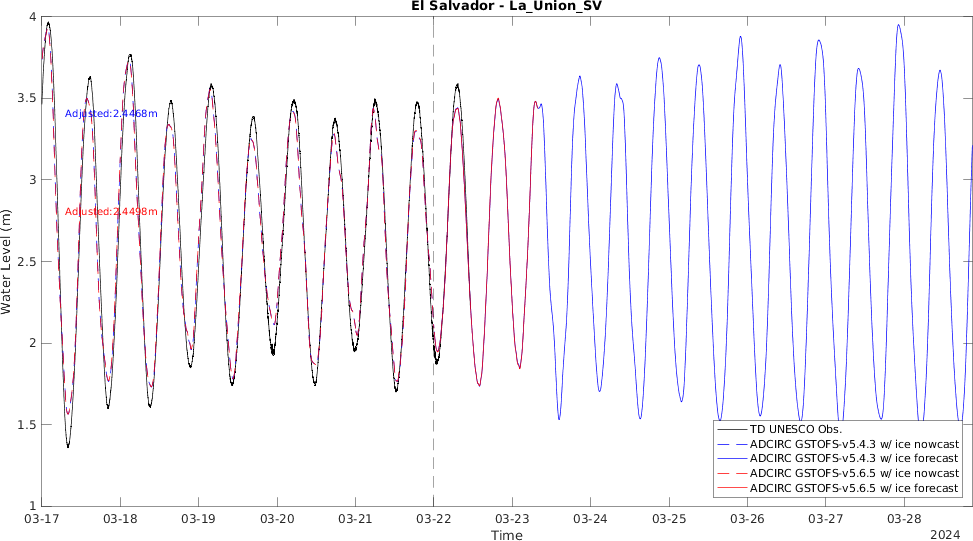 El Salvador - La_Union_SV
Water Level (m)
4
3.5
3
2.5
2
1.5
1
Adjusted:2.4468m
Adjusted:2.4498m
TD UNESCO Obs.
ADCIRC GSTOFS-v5.4.3 w/ ice nowcast
ADCIRC GSTOFS-v5.4.3 w/ ice forecast
ADCIRC GSTOFS-v5.6.5 w/ ice nowcast
ADCIRC GSTOFS-v5.6.5 w/ ice forecast
03-17 03-18 03-19 03-20 03-21 03-22 03-23 03-24 03-25 03-26 03-27 03-28
Time
2024